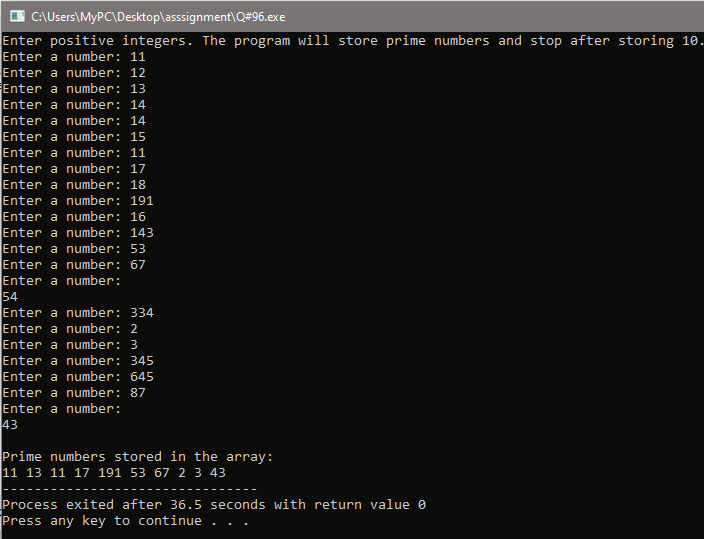 C:\Users\MyPC\Desktop\asssignment\Q#96.exe
Enter positive integers. The program will store prime numbers and stop after storing 10.
Enter a number: 11
Enter a number: 12
Enter a number: 13
Enter a number: 14
Enter a number: 14
Enter a number: 15
Enter a number: 11
Enter a number: 17
Enter a number: 18
Enter a number: 191
Enter a number: 16
Enter a number: 143
Enter a number: 53
Enter a number: 67
Enter a number:
54
Enter a number: 334
Enter a number: 2
Enter a number: 3
Enter a number: 345
Enter a number: 645
Enter a number: 87
Enter a number:
43
Prime numbers stored in the array:
11 13 11 17 191 53 67 2 3 43
--------------------------------
Process exited after 36.5 seconds with return value 0
Press any key to continue . . .